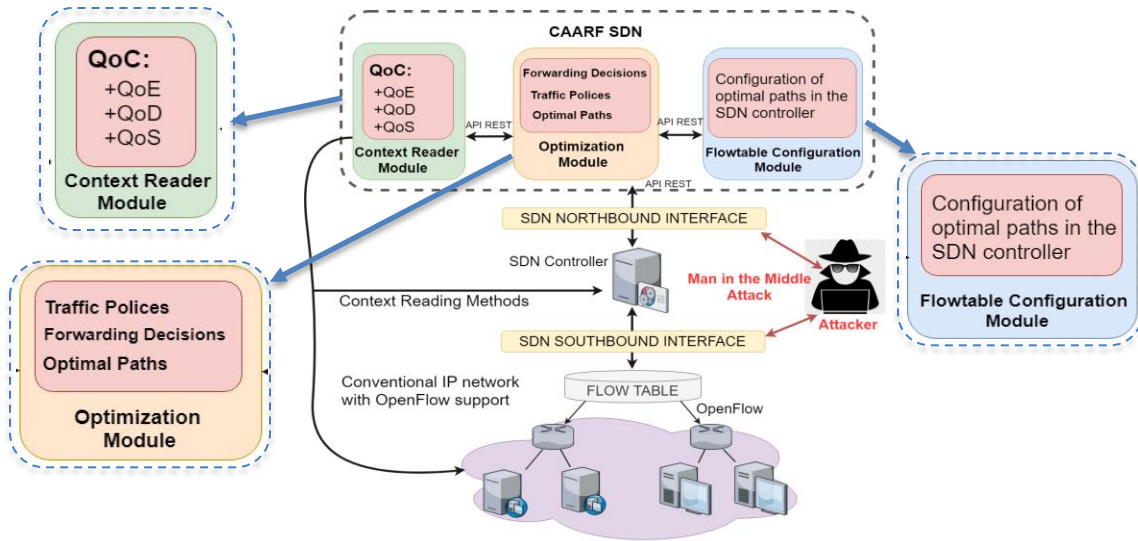 CAARF SDN
QoC:
+QoE
+QoD
+QoS
Context Reader
Module
QoC:
+QoE
+QoD
+QoS
Context Reader
Module
API REST
Forwarding Decisions
Traffic Polices
Optimal Paths
Optimization
Module
API REST
Configuration of
optimal paths in the
SDN controller
Flowtable Configuration
Module
API REST
SDN NORTHBOUND INTERFACE
SDN Controller
Context Reading Methods
Man in the Middle
Attack
Attacker
SDN SOUTHBOUND INTERFACE
Configuration of
optimal paths in the
SDN controller
Flowtable Configuration
Module
Traffic Polices
Forwarding Decisions
Optimal Paths
Optimization
Module
Conventional IP network
with OpenFlow support
FLOW TABLE
OpenFlow